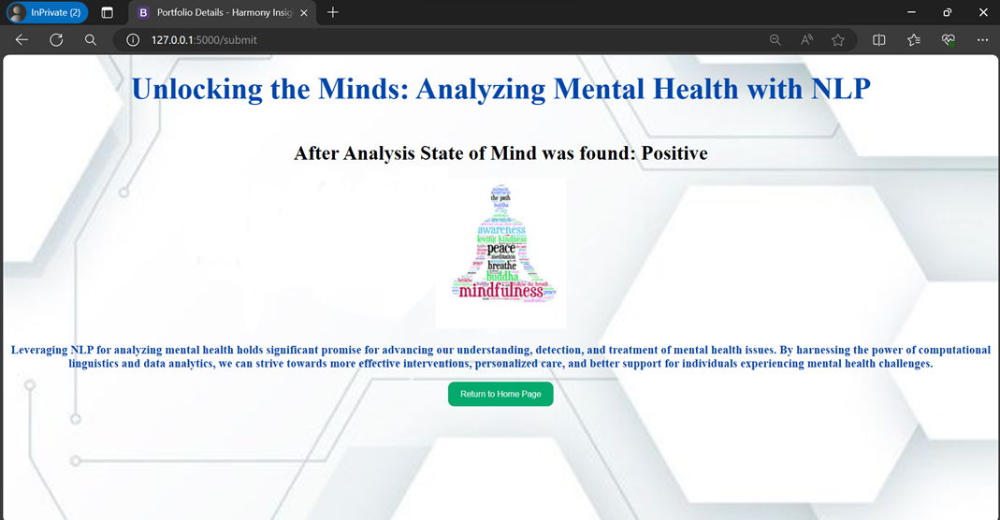 InPrivate (2)
Portfolio Details - Harmony Insig
127.0.0.1:5000/submit
Unlocking the Minds: Analyzing Mental Health with NLP
After Analysis State of Mind was found: Positive
the path
buddha
awareness
loving kindness
peace
meditation
breathe
buddha
follow the breath
mindfulness
peace
Leveraging NLP for analyzing mental health holds significant promise for advancing our understanding, detection, and treatment of mental health issues. By harnessing the power of computational
linguistics and data analytics, we can strive towards more effective interventions, personalized care, and better support for individuals experiencing mental health challenges.
Return to Home Page